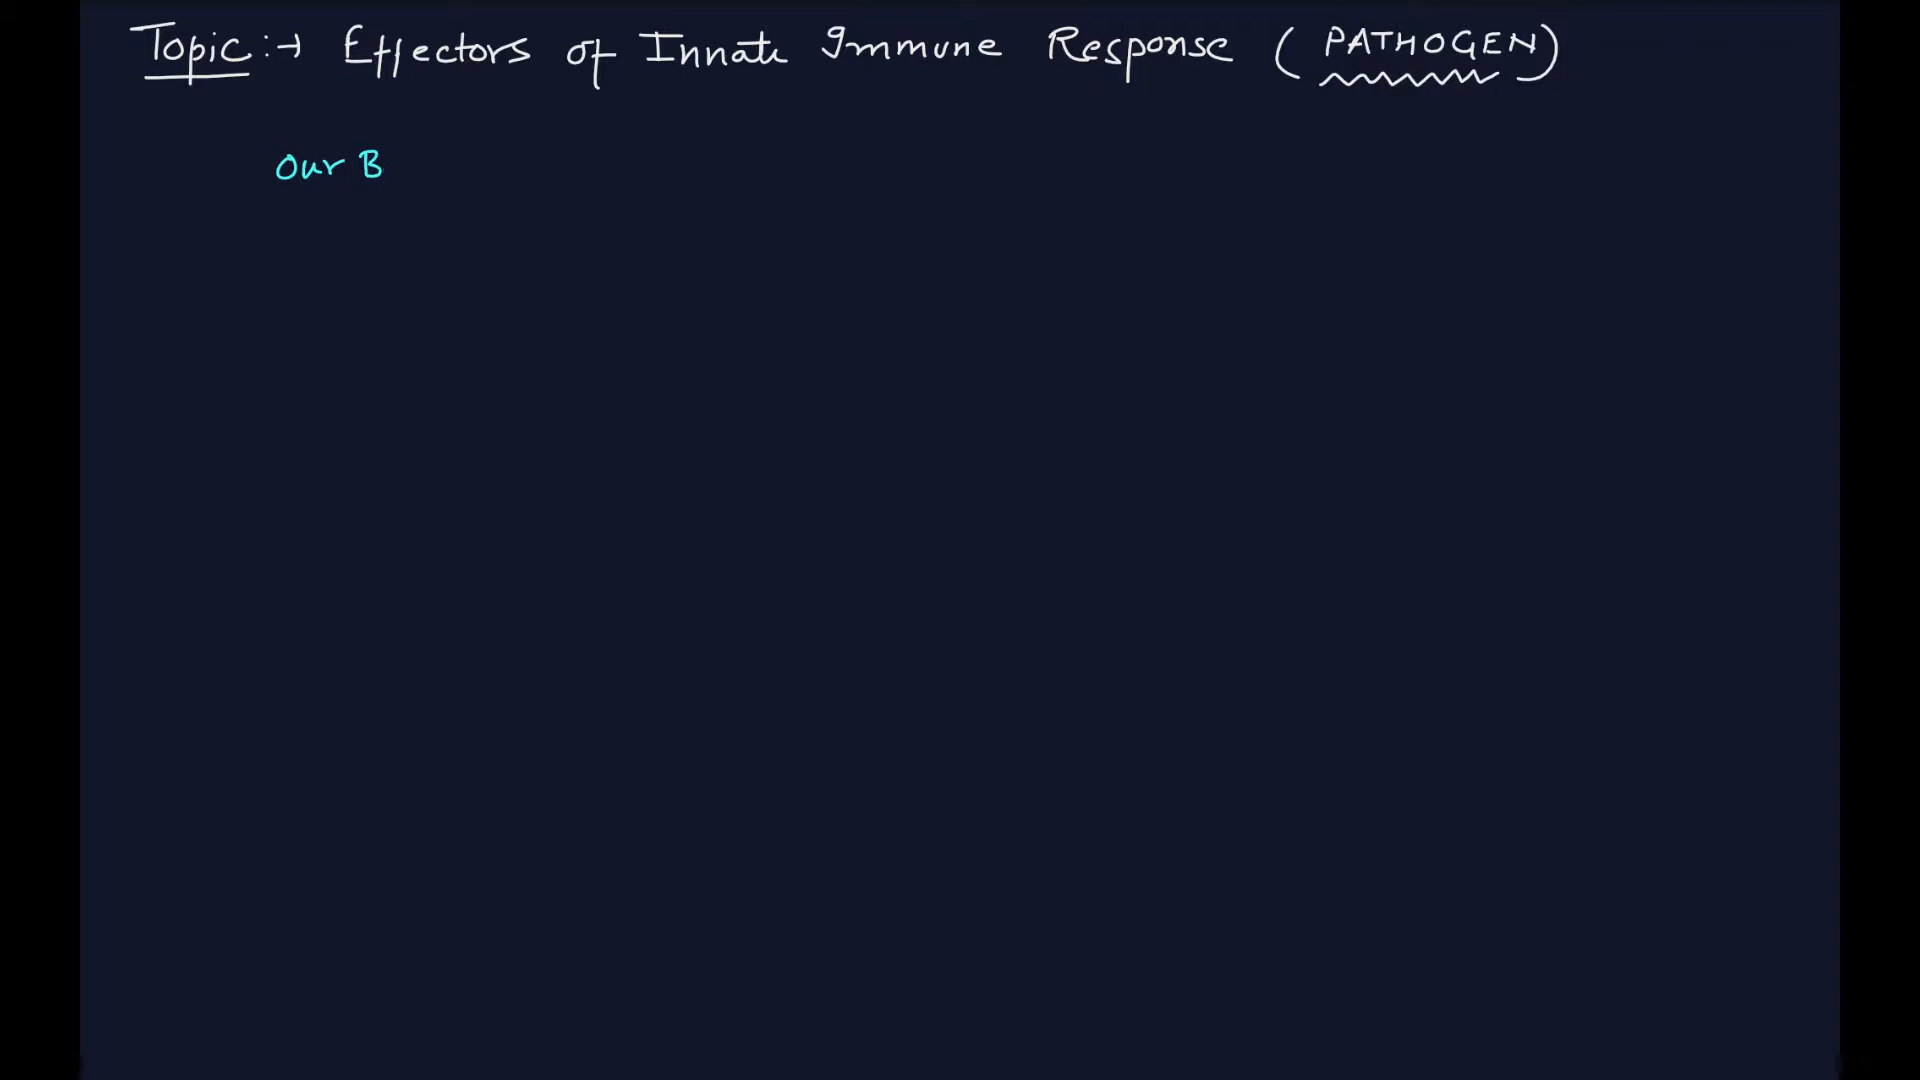 Topic :→ Effectors of Innate Immune Response (PATHOGEN)
Our B